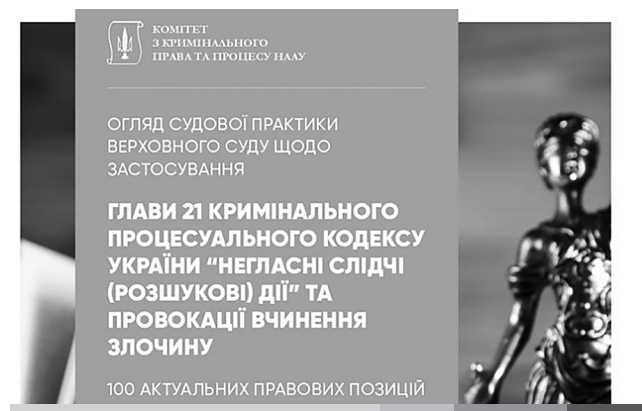 КОМІТЕТ
З КРИМІНАЛЬНОГО
ПРАВА ТА ПРОЦЕСУ НААУ
ОГЛЯД СУДОВОЇ ПРАКТИКИ
ВЕРХОВНОГО СУДУ ЩОДО
ЗАСТОСУВАННЯ
ГЛАВИ 21 КРИМІНАЛЬНОГО
ПРОЦЕСУАЛЬНОГО КОДЕКСУ
УКРАЇНИ “НЕГЛАСНІ СЛІДЧІ
(РОЗШУКОВІ) ДІЇ” ТА
ПРОВОКАЦІЇ ВЧИНЕННЯ
ЗЛОЧИНУ
100 АКТУАЛЬНИХ ПРАВОВИХ ПОЗИЦІЙ